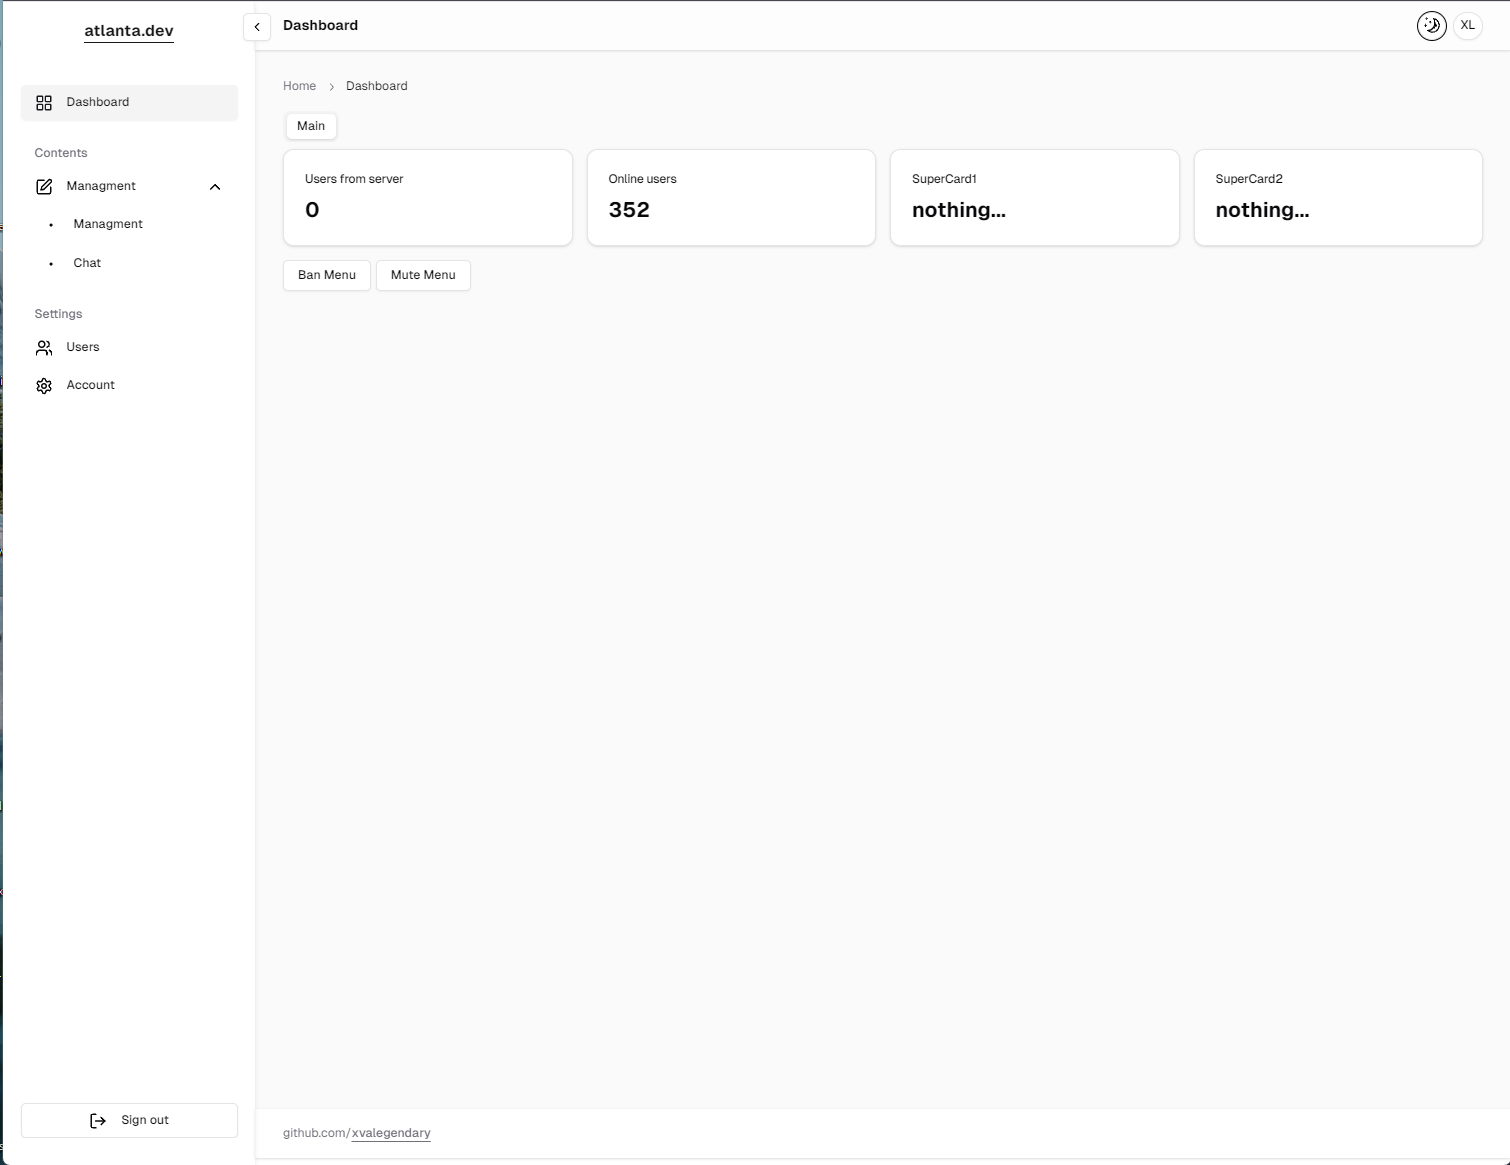 atlanta.dev
Dashboard
Contents
Managment
Managment
Chat
Settings
Users
Account
Sign out
Dashboard
XL
Home > Dashboard
Main
Users from server
0
Online users
352
SuperCard1
nothing...
SuperCard2
nothing...
Ban Menu
Mute Menu
github.com/xvalegendary